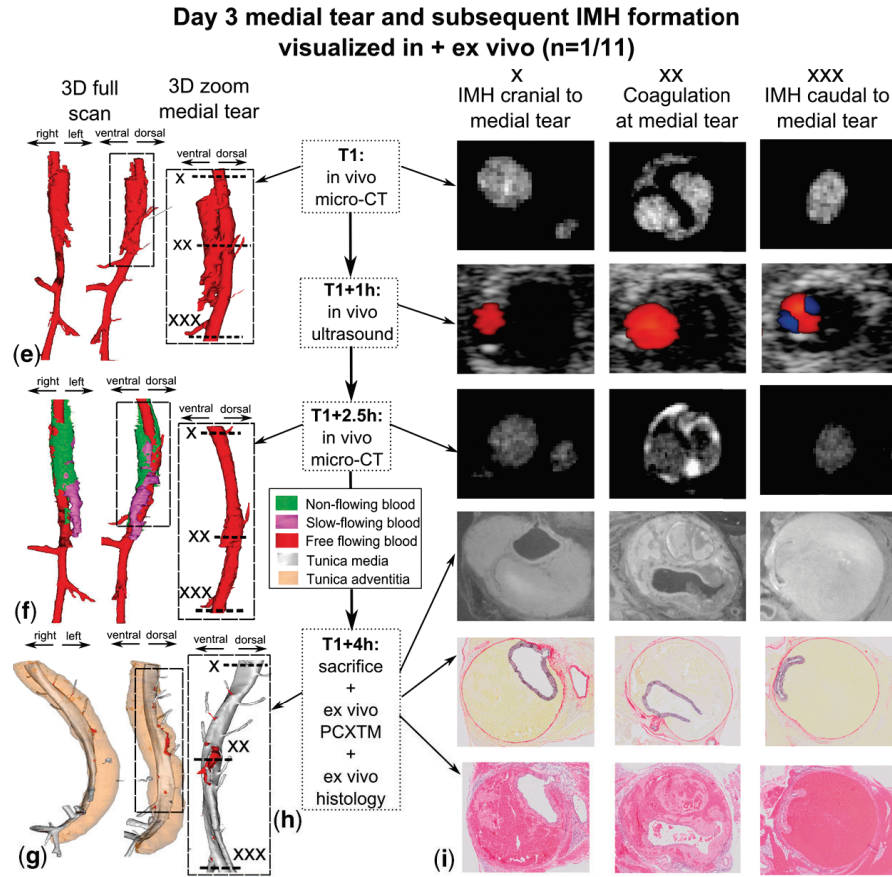 Day 3 medial tear and subsequent IMH formation
visualized in + ex vivo (n=1/11)
3D full
scan
3D zoom
medial tear
right left
ventral dorsal
ventral dorsal
X
XX
XXX
(e)
right left
ventral dorsal
ventral dorsal
X
XX
XXX
(f)
right left
ventral dorsal
ventral dorsal
X
XX
XXX
(g)
(h)
T1:
in vivo
micro-CT
T1+1h:
in vivo
ultrasound
T1+2.5h:
in vivo
micro-CT
Non-flowing blood
Slow-flowing blood
Free flowing blood
Tunica media
Tunica adventitia
T1+4h:
sacrifice
+
ex vivo
PCXTM
+
ex vivo
histology
X
IMH cranial to
medial tear
XX
Coagulation
at medial tear
XXX
IMH caudal to
medial tear
(i)